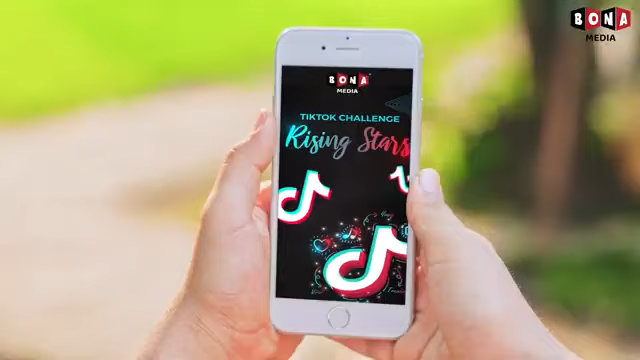 BONA
MEDIA
BONA
MEDIA
TIKTOK CHALLENGE
Rising Stars